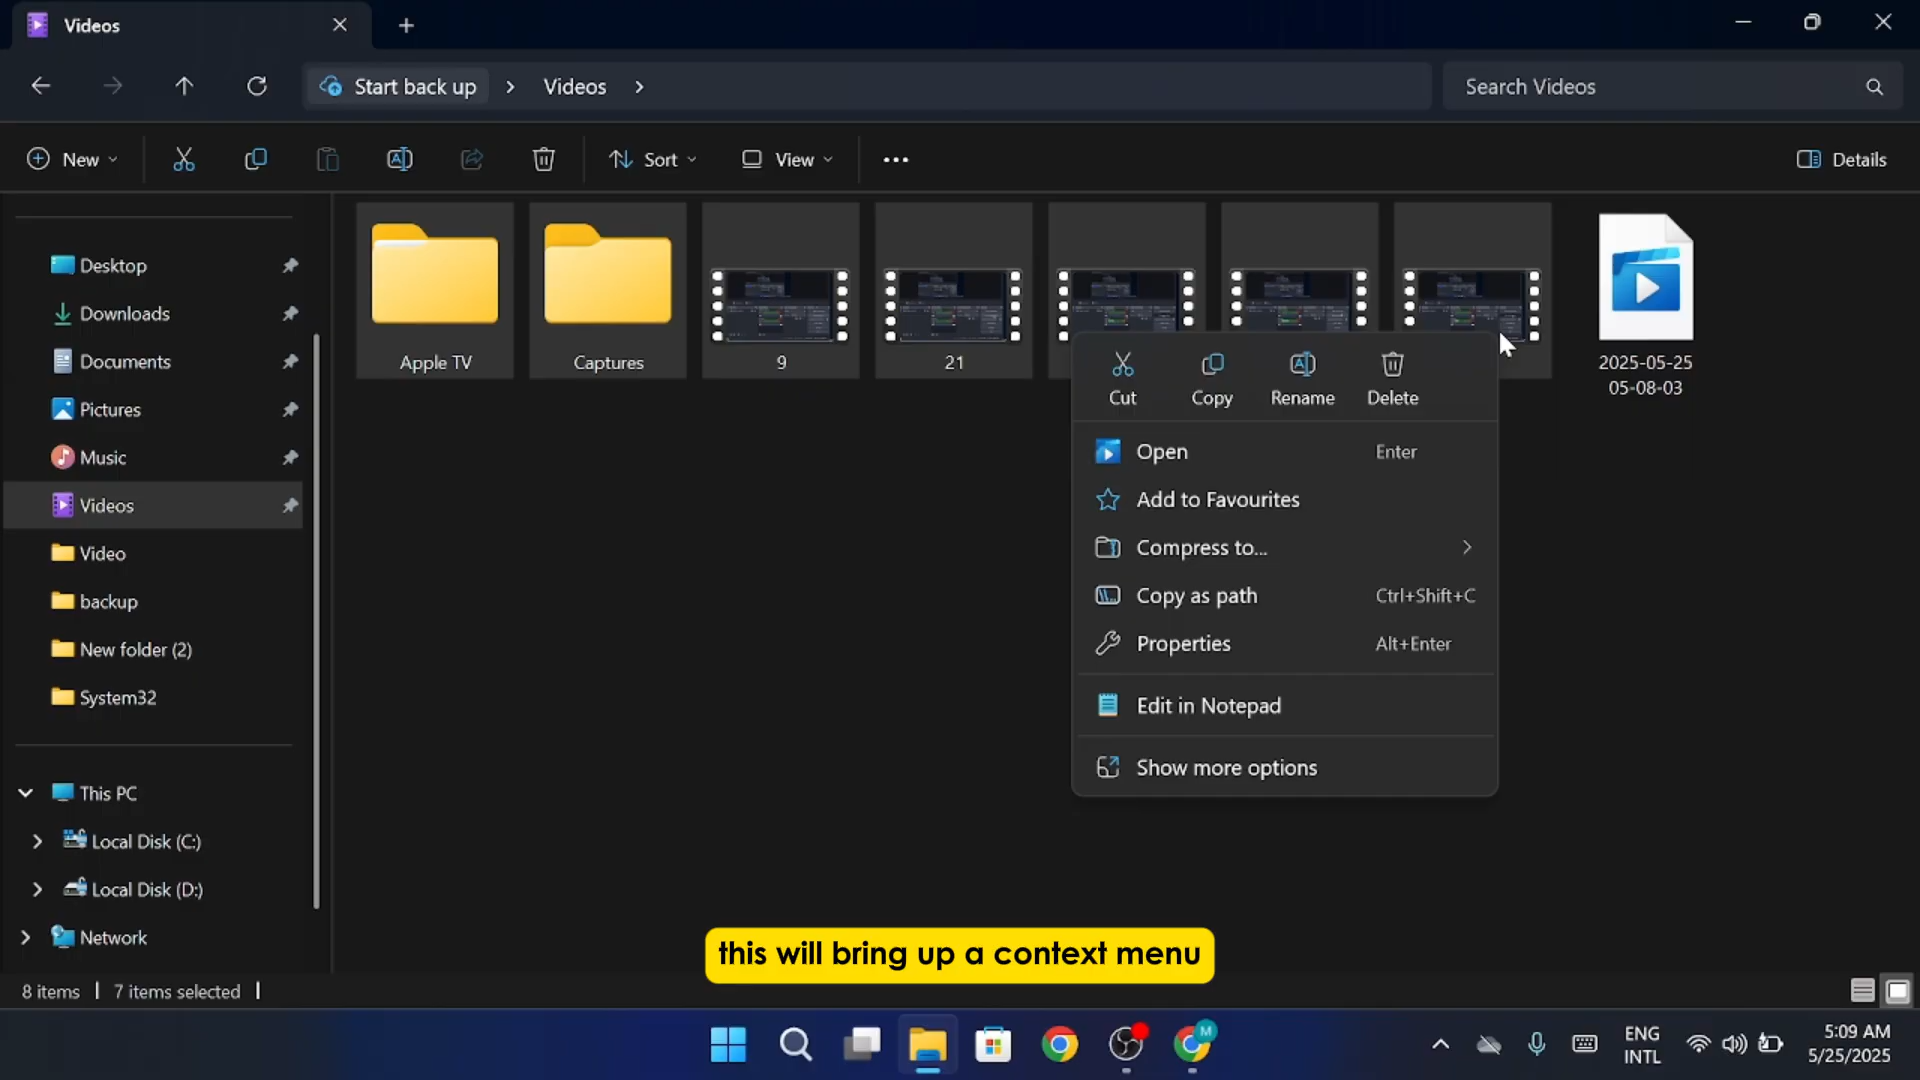 Videos
Start back up
Videos
Search Videos
New
Sort
View
Details
Desktop
Downloads
Documents
Pictures
Music
Videos
Video
backup
New folder (2)
System32
This PC
Local Disk (C:)
Local Disk (D:)
Network
Apple TV
Captures
9
21
2025-05-25
05-08-03
Cut
Copy
Rename
Delete
Open Enter
Add to Favourites
Compress to...
Copy as path Ctrl+Shift+C
Properties Alt+Enter
Edit in Notepad
Show more options
this will bring up a context menu
8 items
7 items selected
M
ENG
INTL
5:09 AM
5/25/2025